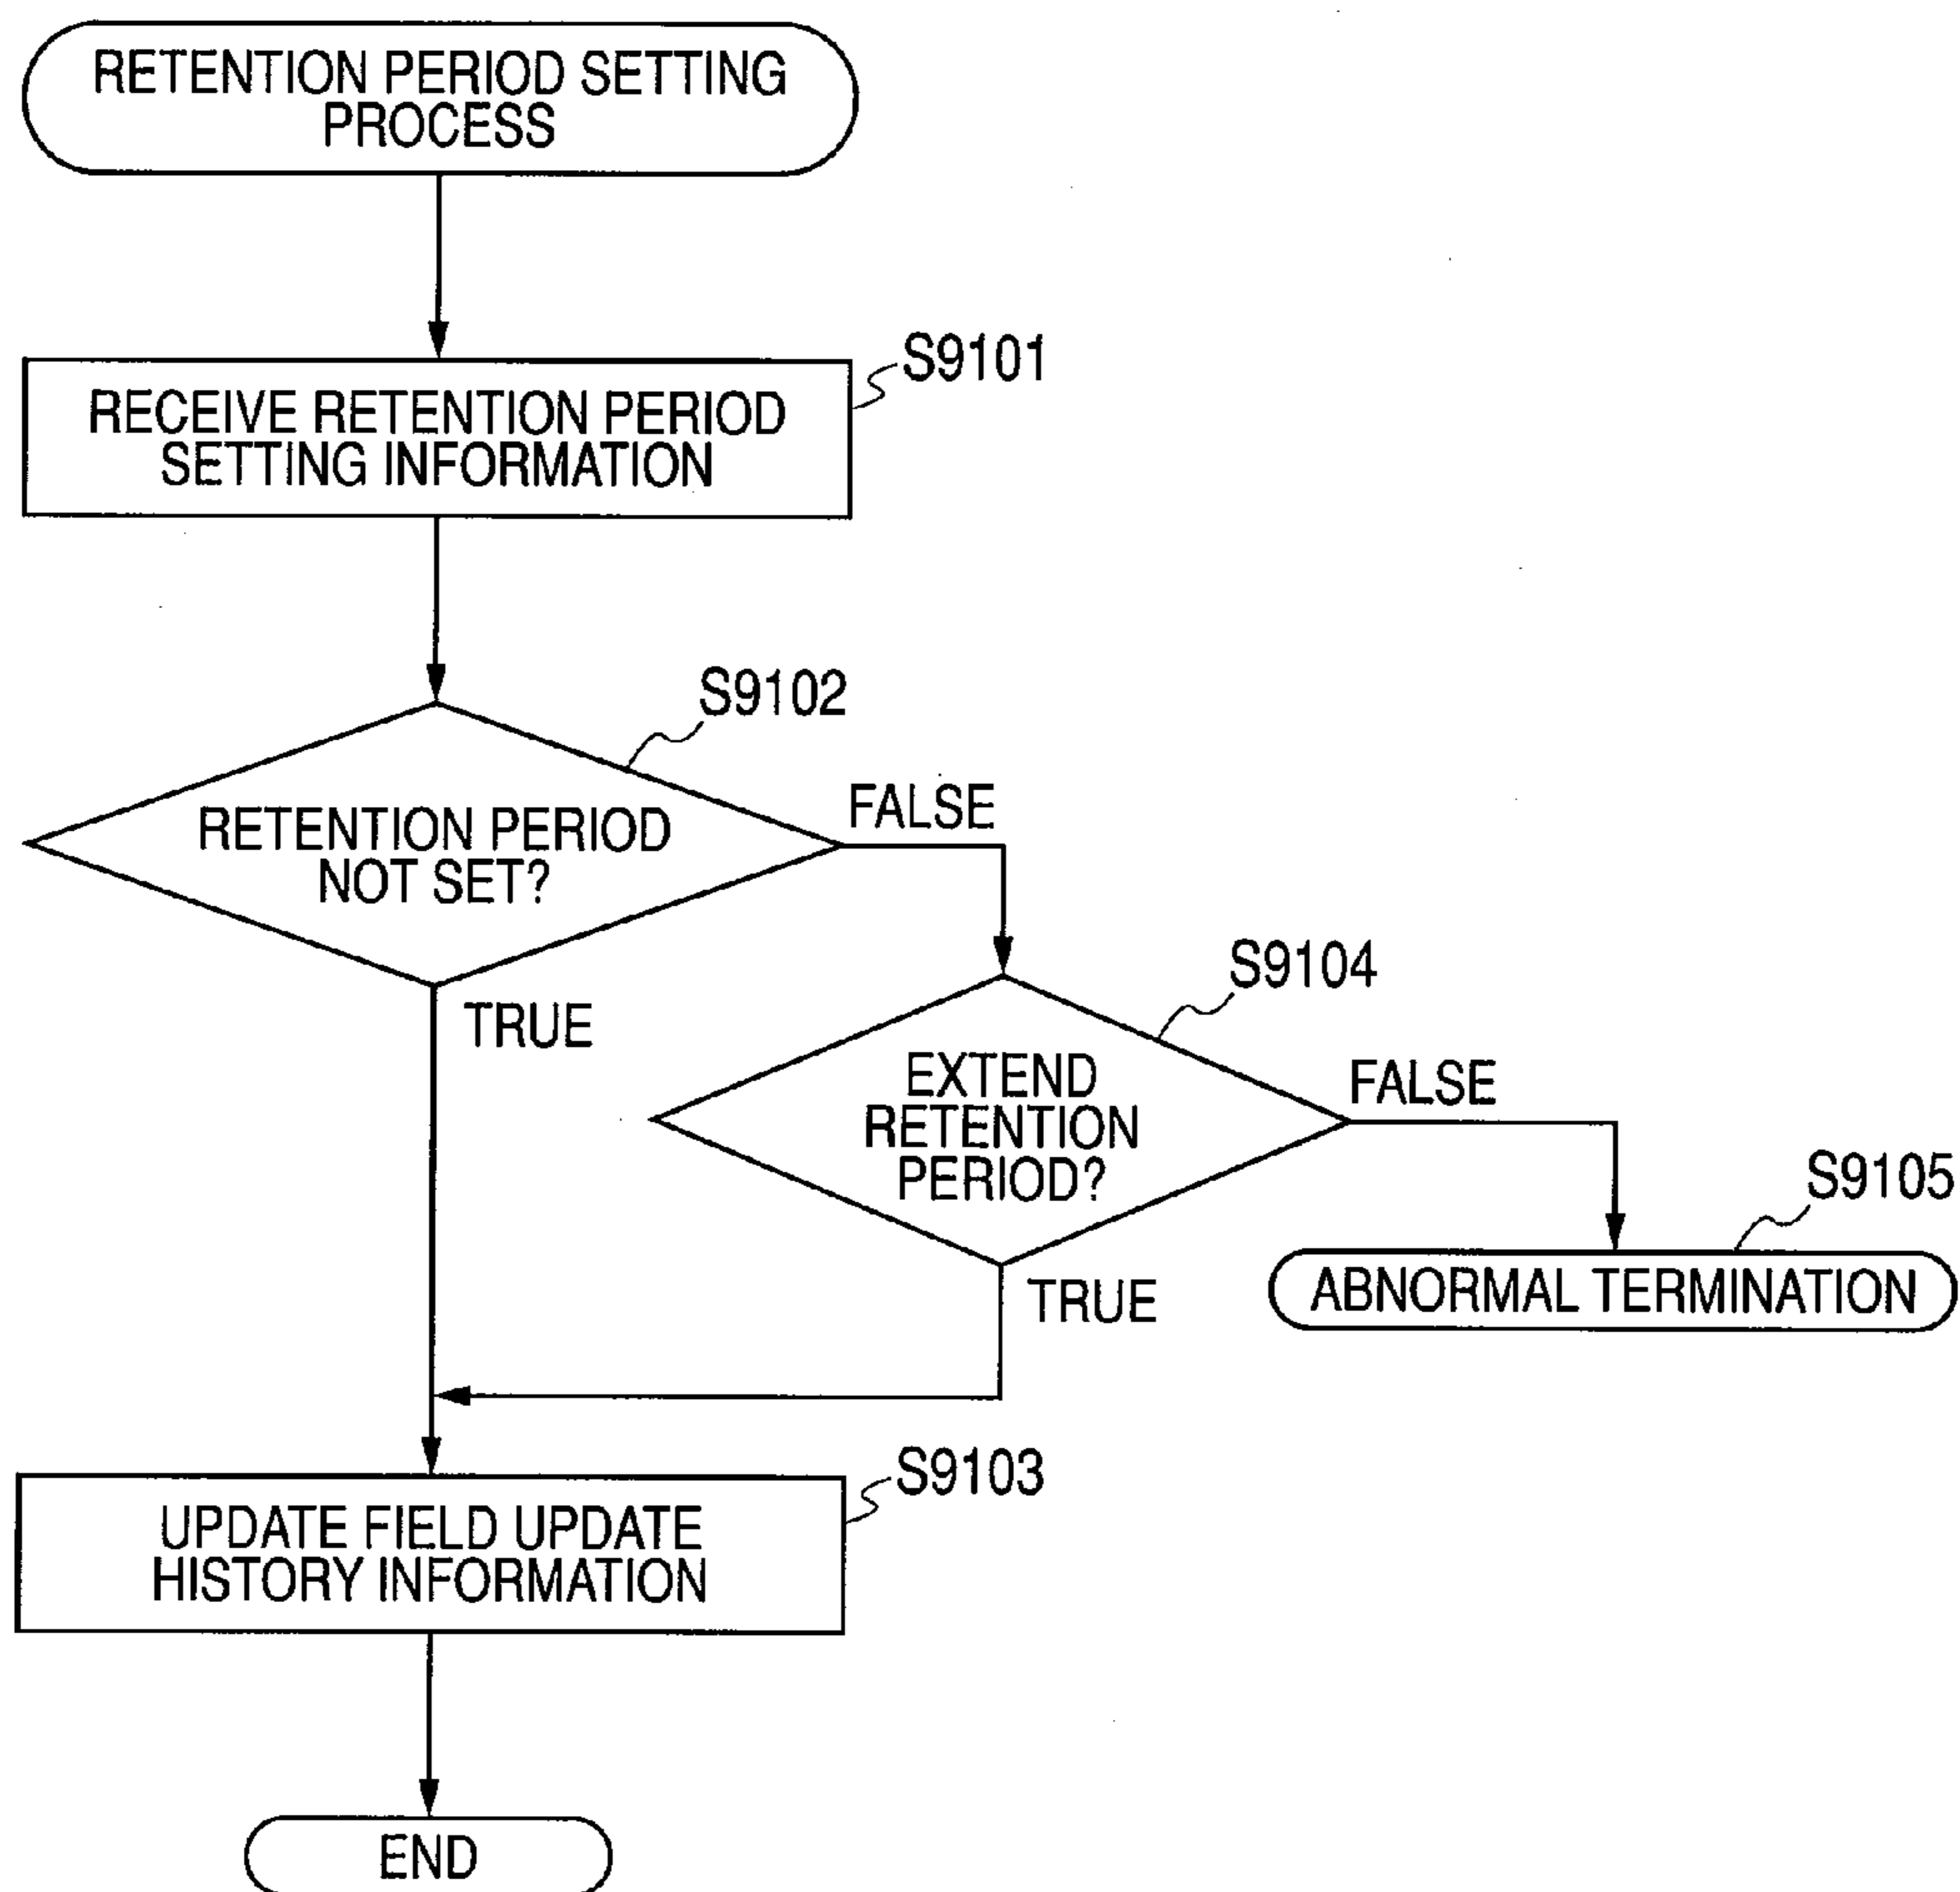 RETENTION PERIOD SETTING
PROCESS
S9101
RECEIVE RETENTION PERIOD
SETTING INFORMATION
S9102
RETENTION PERIOD
NOT SET?
FALSE
TRUE
S9104
EXTEND
RETENTION
PERIOD?
FALSE
TRUE
S9105
ABNORMAL TERMINATION
S9103
UPDATE FIELD UPDATE
HISTORY INFORMATION
END